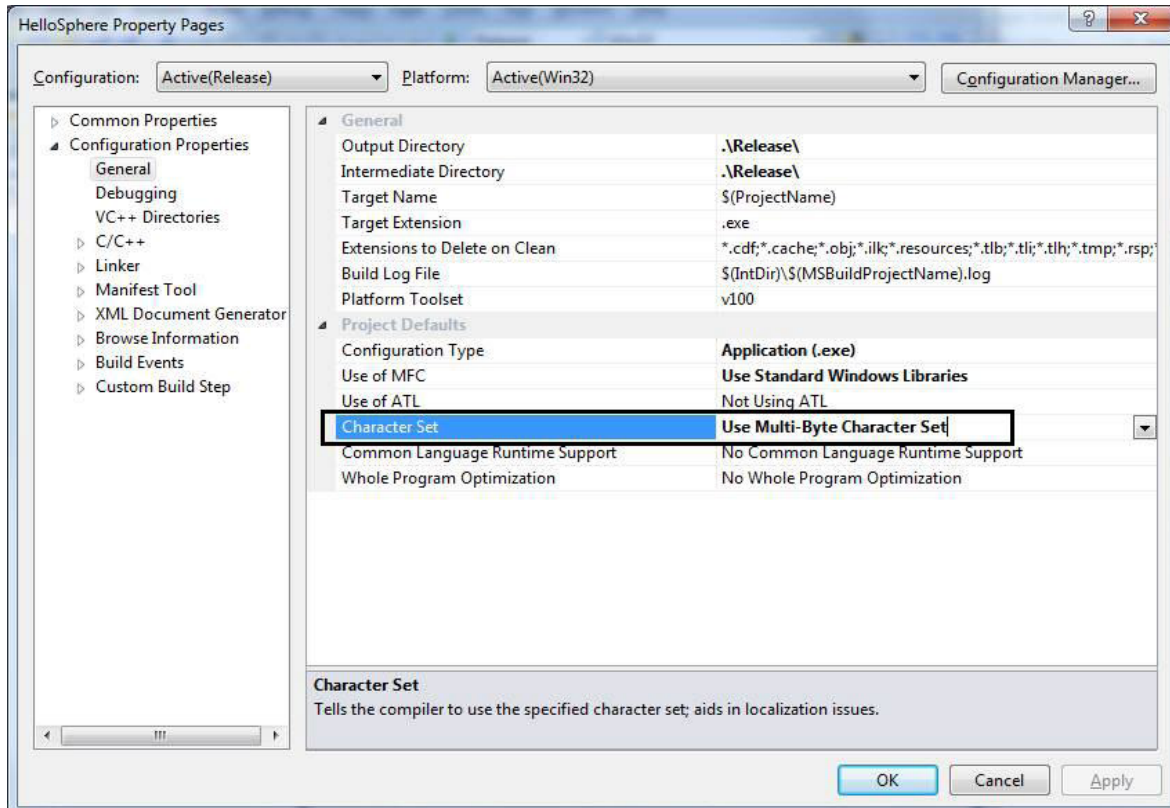 HelloSphere Property Pages
Configuration: Active(Release) Platform: Active(Win32) Configuration Manager...
Common Properties
Configuration Properties
General
Debugging
VC++ Directories
C/C++
Linker
Manifest Tool
XML Document Generator
Browse Information
Build Events
Custom Build Step
General
Output Directory .\Release\
Intermediate Directory .\Release\
Target Name $(ProjectName)
Target Extension .exe
Extensions to Delete on Clean *.cdf;*.cache;*.obj;*.ilk;*.resources;*.tlb;*.tli;*.tlh;*.tmp;*.rsp;
Build Log File $(IntDir)\$(MSBuildProjectName).log
Platform Toolset v100
Project Defaults
Configuration Type Application (.exe)
Use of MFC Use Standard Windows Libraries
Use of ATL Not Using ATL
Character Set Use Multi-Byte Character Set
Common Language Runtime Support No Common Language Runtime Support
Whole Program Optimization No Whole Program Optimization
Character Set
Tells the compiler to use the specified character set; aids in localization issues.
OK Cancel Apply